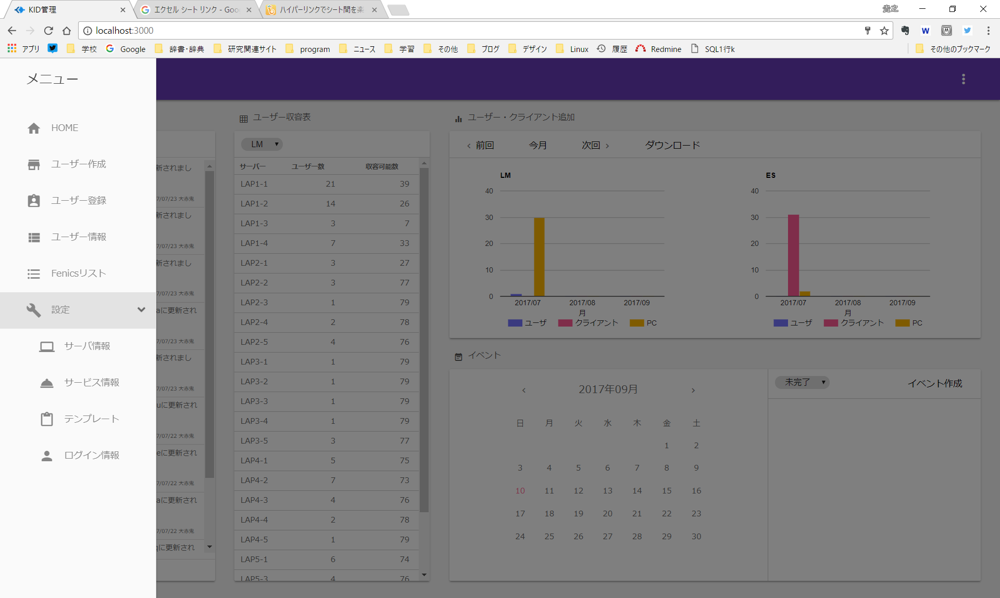 KID管理
エクセル シート リンク - Goo
ハイパーリンクでシート間を楽
貴之
localhost:3000
アプリ
学校
Google
辞書・辞典
研究関連サイト
program
ニュース
学習
その他
ブログ
デザイン
Linux
履歴
Redmine
SQL1行k
その他のブックマーク
メニュー
HOME
ユーザー作成
ユーザー登録
ユーザー情報
Fenicsリスト
設定
サーバ情報
サービス情報
テンプレート
ログイン情報
新されまし
7/07/23 大赤鬼
新されまし
7/07/23 大赤鬼
新されまし
7/07/23 大赤鬼
aに更新され
7/07/23 大赤鬼
新されまし
7/07/23 大赤鬼
uに更新され
7/07/22 大赤鬼
eに更新され
7/07/22 大赤鬼
aに更新され
7/07/22 大赤鬼
qに更新され
ユーザー収容表
LM ▼
サーバー ユーザー数 収容可能数
LAP1-1 21 39
LAP1-2 14 26
LAP1-3 3 7
LAP1-4 7 33
LAP2-1 3 27
LAP2-2 3 77
LAP2-3 1 79
LAP2-4 2 78
LAP2-5 4 76
LAP3-1 1 79
LAP3-2 1 79
LAP3-3 1 79
LAP3-4 1 79
LAP3-5 3 77
LAP4-1 5 75
LAP4-2 7 73
LAP4-3 4 76
LAP4-4 2 78
LAP4-5 1 79
LAP5-1 6 74
LAP5-3 4 76
ユーザー・クライアント追加
‹ 前回 今月 次回 › ダウンロード
LM
40
30
20
10
0
2017/07 2017/08 2017/09
月
ユーザ クライアント PC
ES
40
30
20
10
0
2017/07 2017/08 2017/09
月
ユーザ クライアント PC
イベント
‹ 2017年09月 ›
日 月 火 水 木 金 土
1 2
3 4 5 6 7 8 9
10 11 12 13 14 15 16
17 18 19 20 21 22 23
24 25 26 27 28 29 30
未完了 ▼
イベント作成